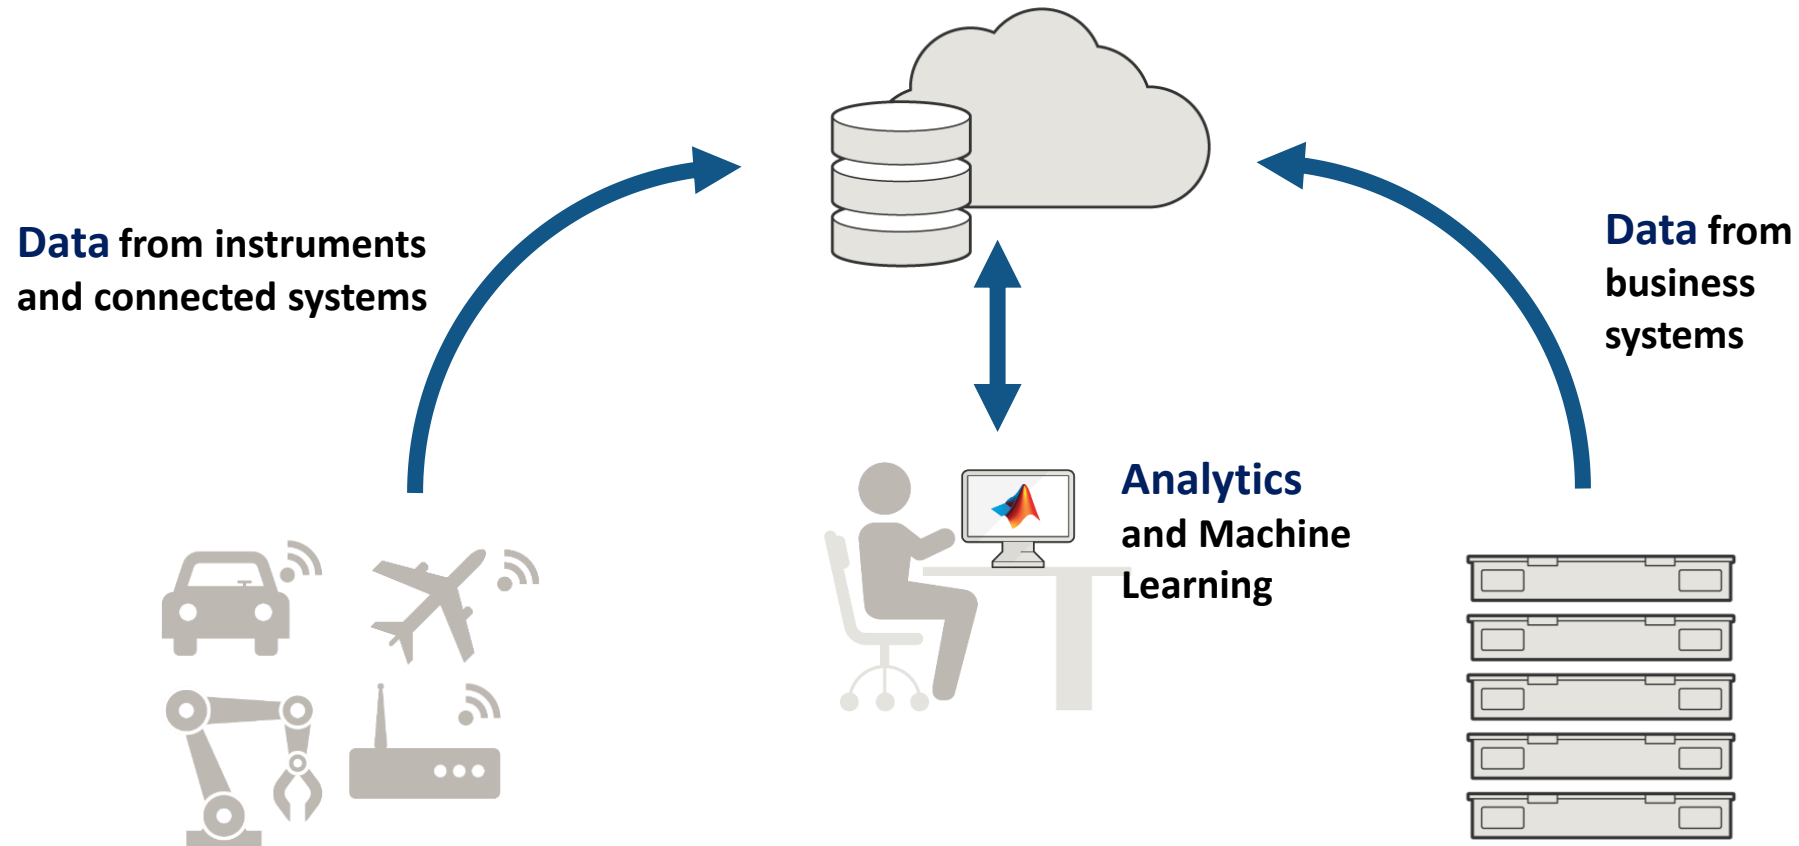 Data from instruments
and connected systems
Data from
business
systems
Analytics
and Machine
Learning